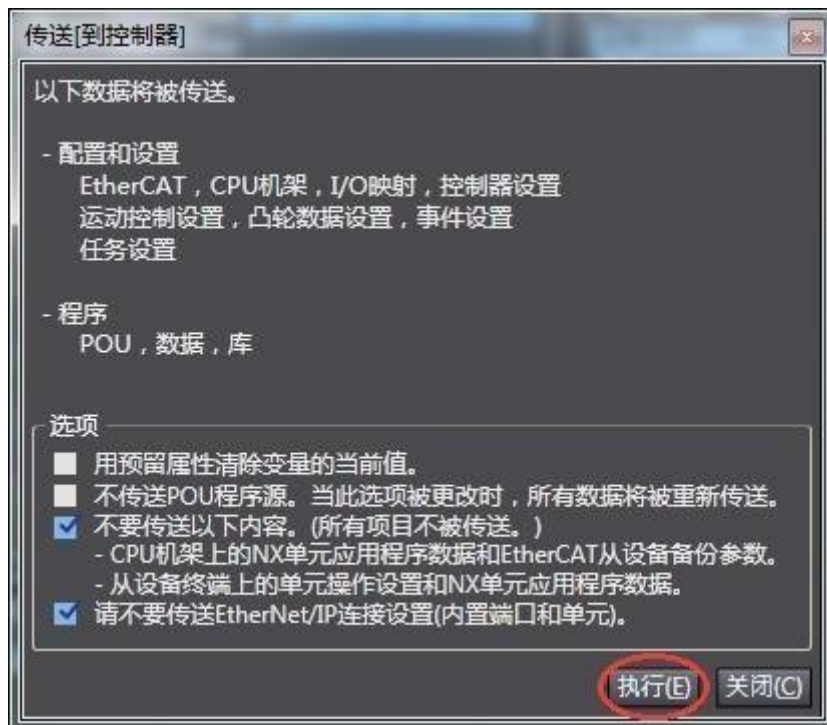 传送[到控制器]
以下数据将被传送。
- 配置和设置
EtherCAT，CPU机架，I/O映射，控制器设置
运动控制设置，凸轮数据设置，事件设置
任务设置
- 程序
POU，数据，库
选项
用预留属性清除变量的当前值。
不传送POU程序源。当此选项被更改时，所有数据将被重新传送。
不要传送以下内容。(所有项目不被传送。)
- CPU机架上的NX单元应用程序数据和EtherCAT从设备备份参数。
- 从设备终端上的单元操作设置和NX单元应用程序数据。
请不要传送EtherNet/IP连接设置(内置端口和单元)。
执行(E) 关闭(C)